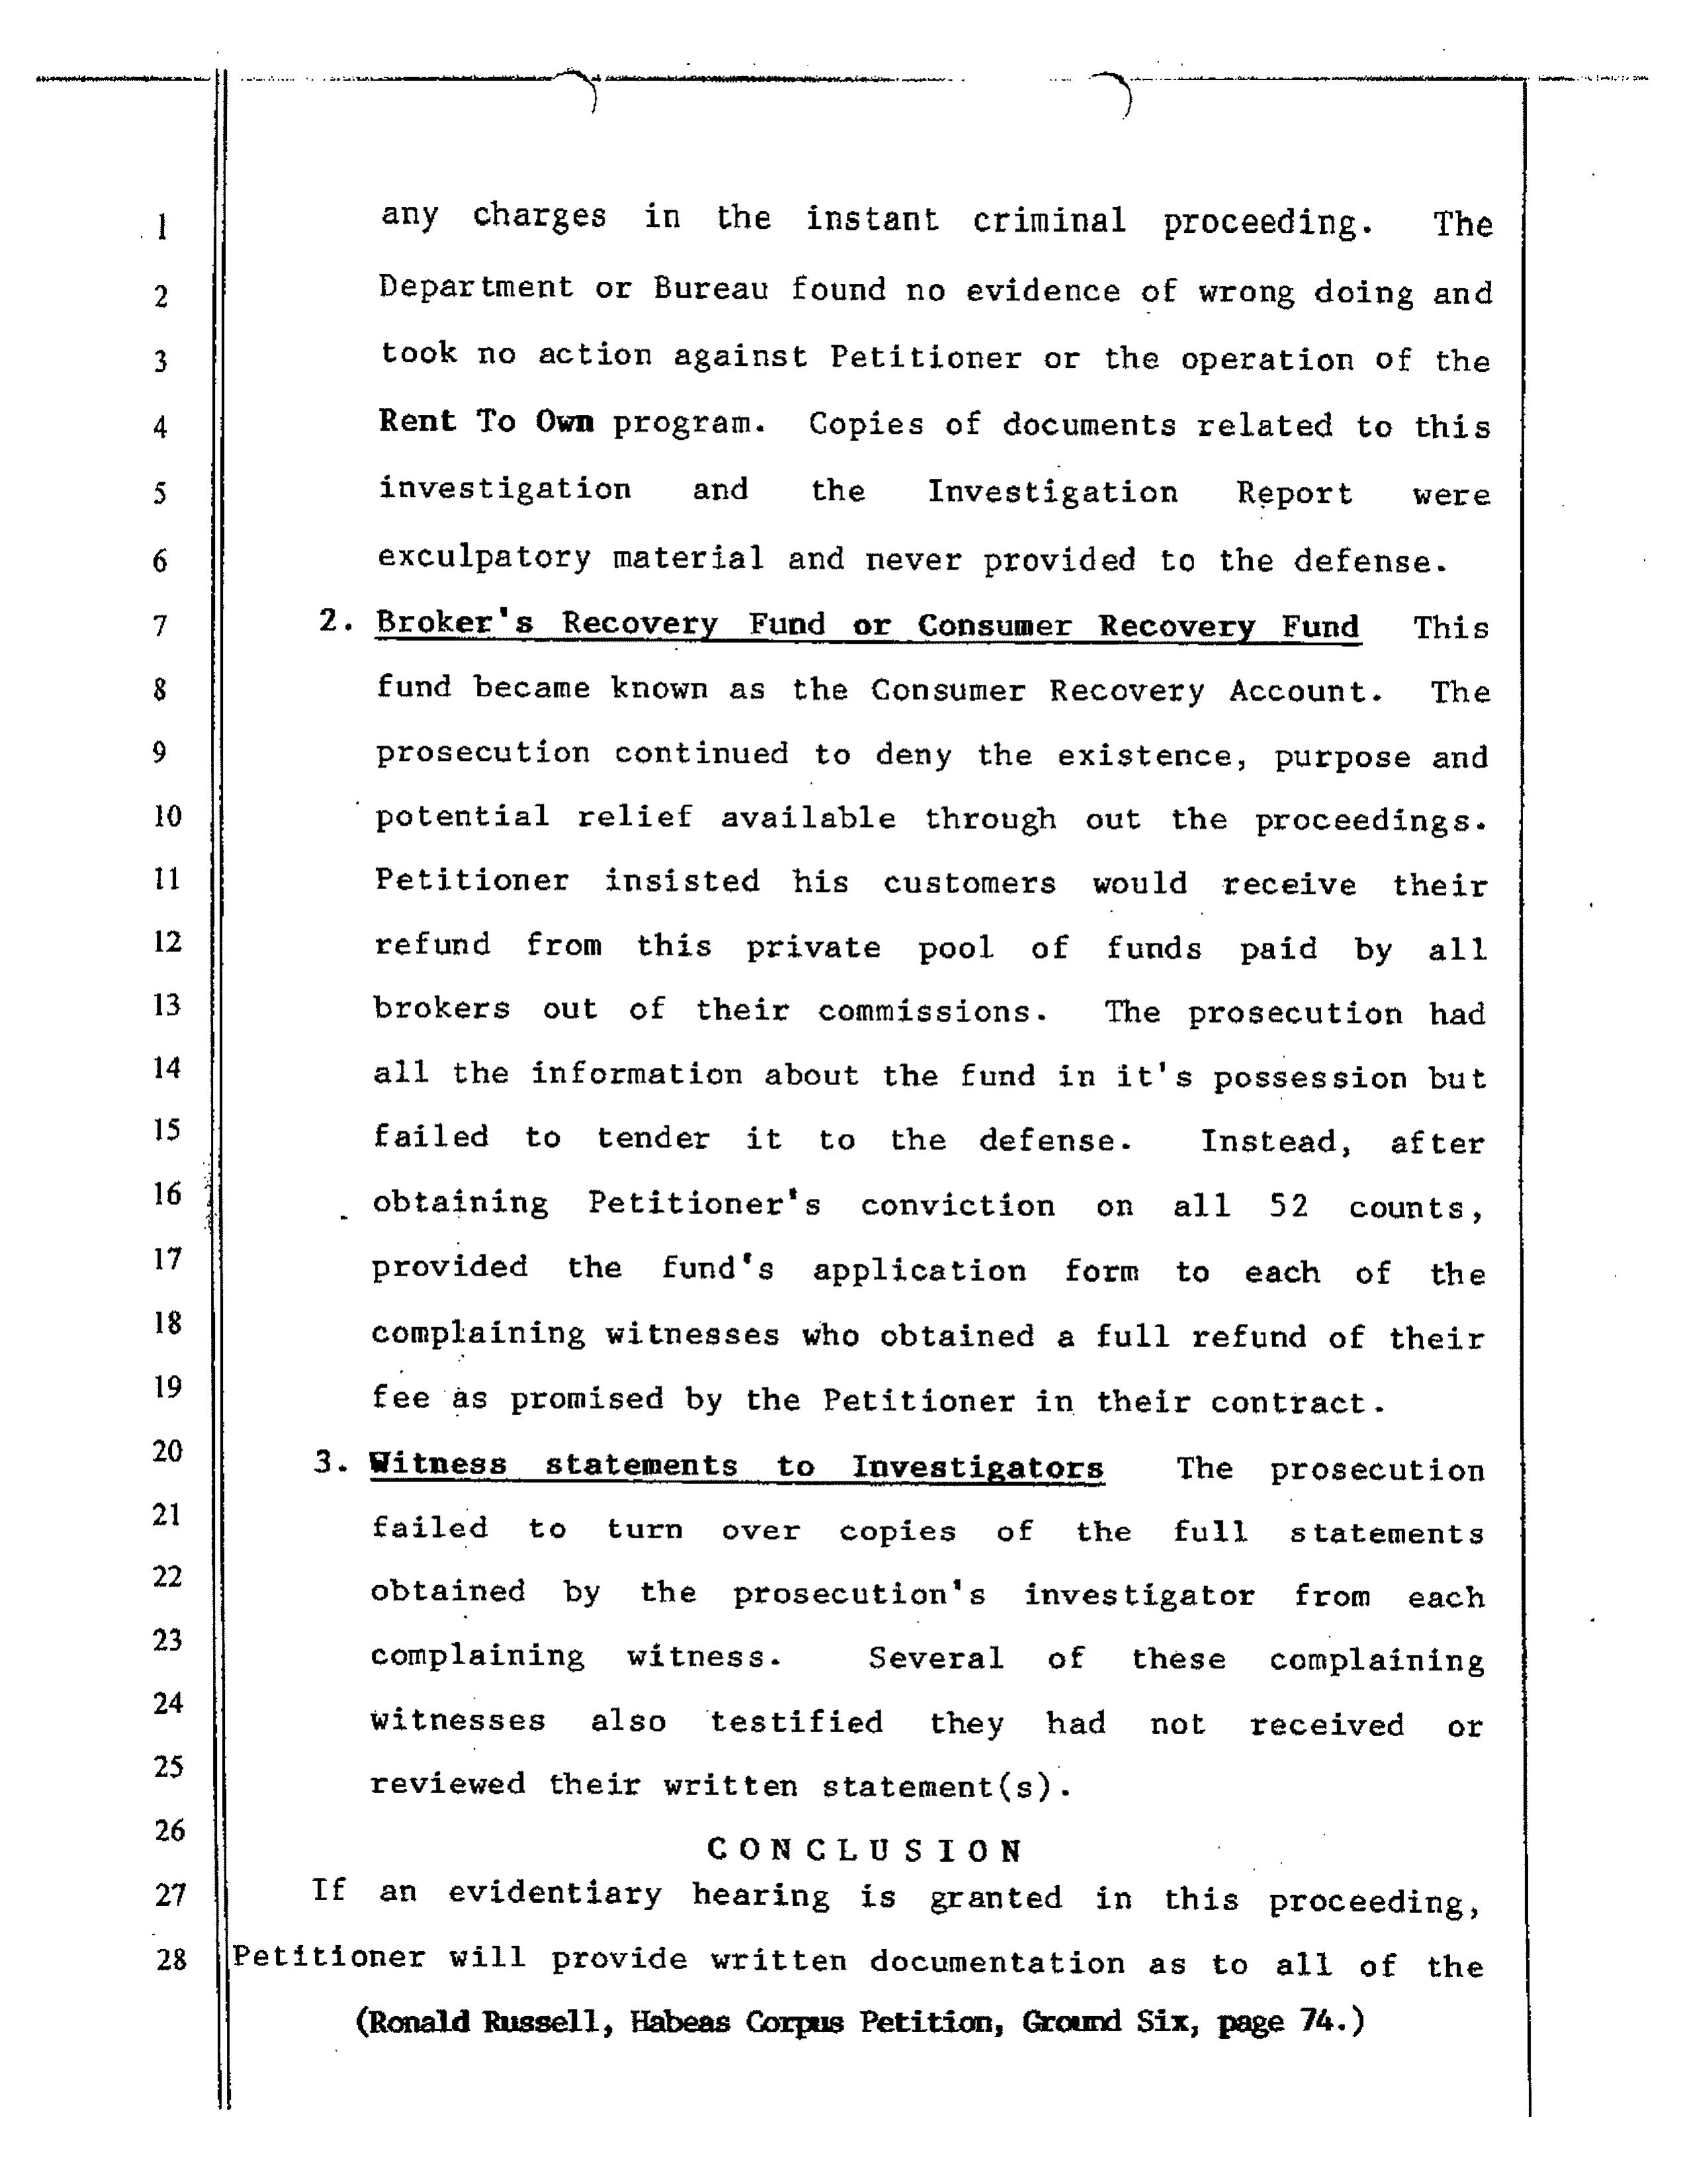 1 any charges in the instant criminal proceeding. The
2 Department or Bureau found no evidence of wrong doing and
3 took no action against Petitioner or the operation of the
4 Rent To Own program. Copies of documents related to this
5 investigation and the Investigation Report were
6 exculpatory material and never provided to the defense.
7 2. Broker's Recovery Fund or Consumer Recovery Fund This
8 fund became known as the Consumer Recovery Account. The
9 prosecution continued to deny the existence, purpose and
10 potential relief available through out the proceedings.
11 Petitioner insisted his customers would receive their
12 refund from this private pool of funds paid by all
13 brokers out of their commissions. The prosecution had
14 all the information about the fund in it's possession but
15 failed to tender it to the defense. Instead, after
16 obtaining Petitioner's conviction on all 52 counts,
17 provided the fund's application form to each of the
18 complaining witnesses who obtained a full refund of their
19 fee as promised by the Petitioner in their contract.
20 3. Witness statements to Investigators The prosecution
21 failed to turn over copies of the full statements
22 obtained by the prosecution's investigator from each
23 complaining witness. Several of these complaining
24 witnesses also testified they had not received or
25 reviewed their written statement(s).
26 CONCLUSION
27 If an evidentiary hearing is granted in this proceeding,
28 Petitioner will provide written documentation as to all of the
(Ronald Russell, Habeas Corpus Petition, Ground Six, page 74.)